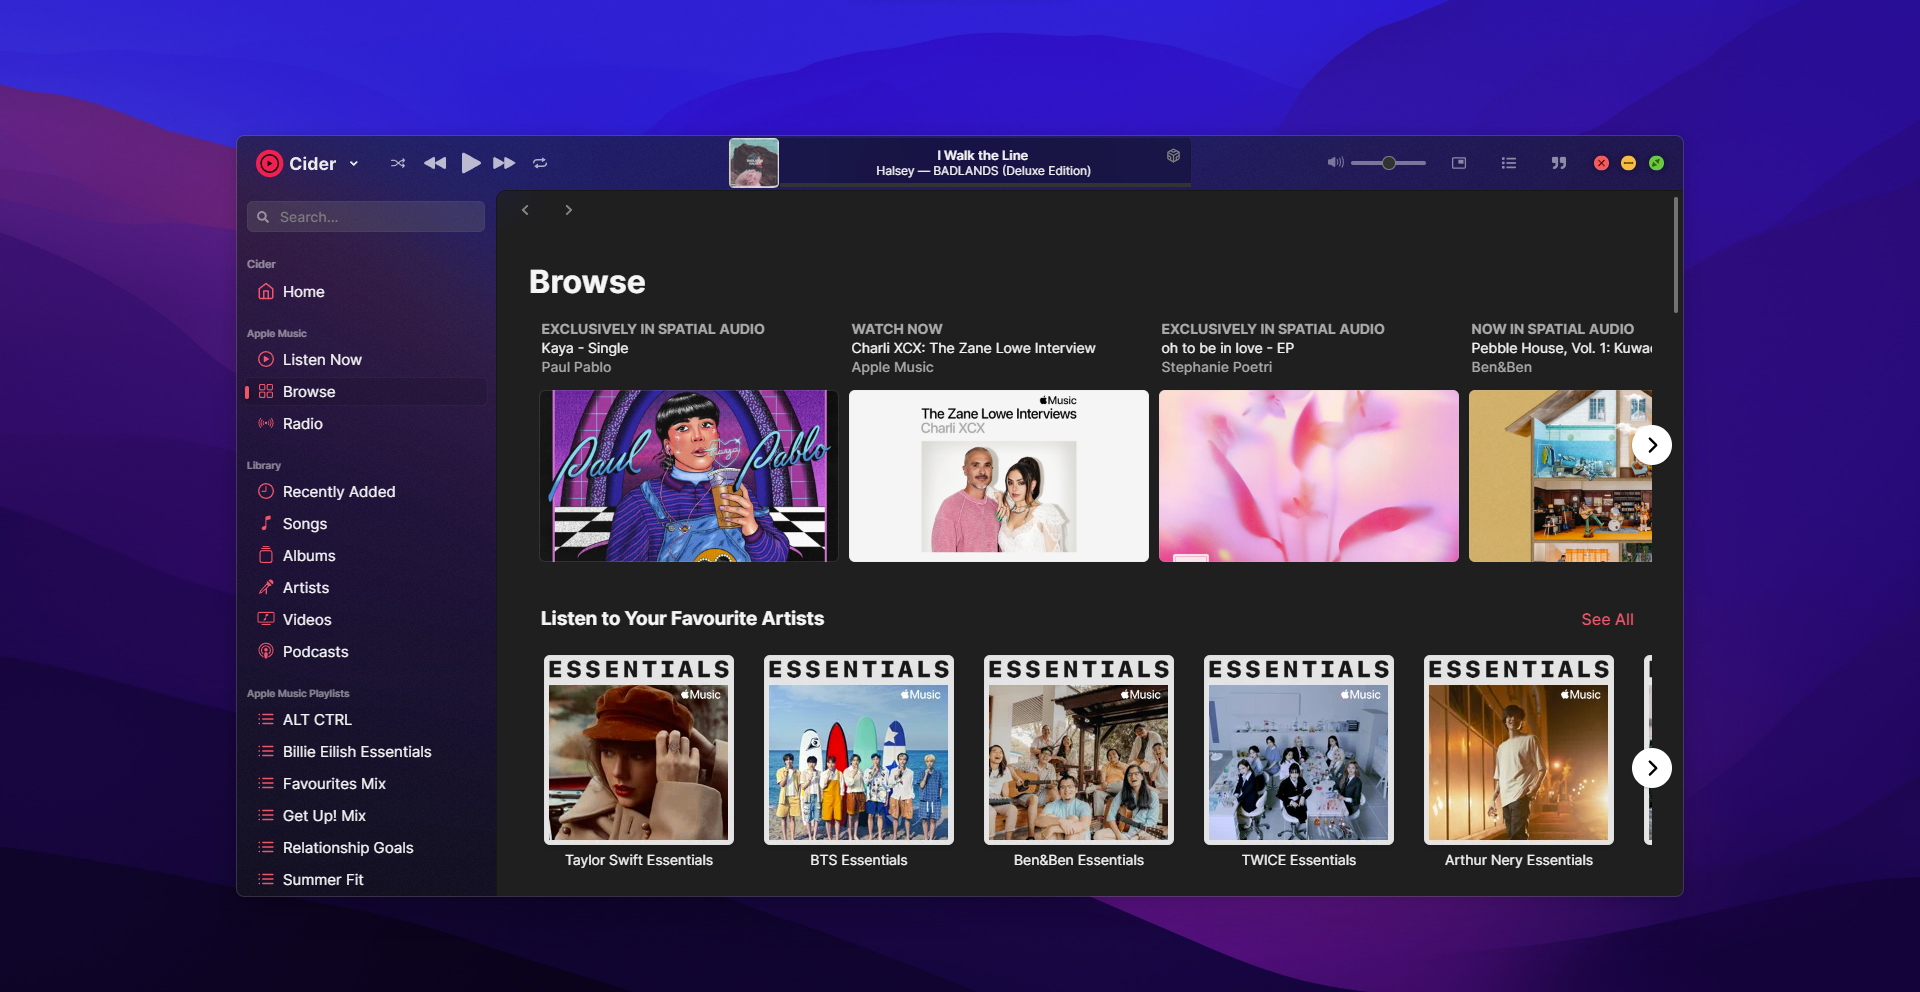 Cider
I Walk the Line
Halsey — BADLANDS (Deluxe Edition)
Search...
Cider
Home
Apple Music
Listen Now
Browse
Radio
Library
Recently Added
Songs
Albums
Artists
Videos
Podcasts
Apple Music Playlists
ALT CTRL
Billie Eilish Essentials
Favourites Mix
Get Up! Mix
Relationship Goals
Summer Fit
Browse
EXCLUSIVELY IN SPATIAL AUDIO
Kaya - Single
Paul Pablo
Paul Pablo
Kaya
WATCH NOW
Charli XCX: The Zane Lowe Interview
Apple Music
Music
The Zane Lowe Interviews
Charli XCX
EXCLUSIVELY IN SPATIAL AUDIO
oh to be in love - EP
Stephanie Poetri
NOW IN SPATIAL AUDIO
Pebble House, Vol. 1:
Ben&Ben
Listen to Your Favourite Artists
See All
ESSENTIALS
Music
Taylor Swift Essentials
ESSENTIALS
Music
BTS Essentials
ESSENTIALS
Music
Ben&Ben Essentials
ESSENTIALS
Music
TWICE Essentials
ESSENTIALS
Music
Arthur Nery Essentials